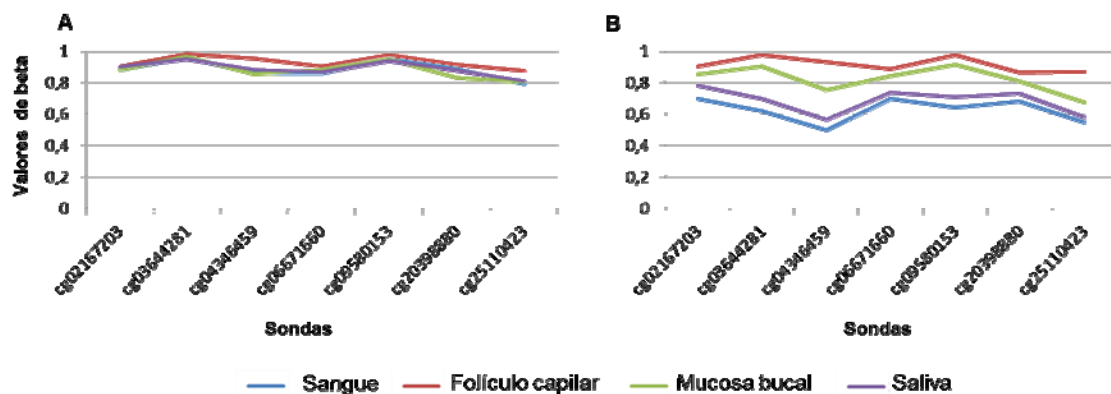 A
B
Valores de beta
1
0,8
0,6
0,4
0,2
0
1
0,8
0,6
0,4
0,2
0
cg02167203
cg03644281
cg04346459
cg06671660
cg09580153
cg20398880
cg25110423
cg02167203
cg03644281
cg04346459
cg06671660
cg09580153
cg20398880
cg25110423
Sondas
Sondas
Sangue Folículo capilar Mucosa bucal Saliva